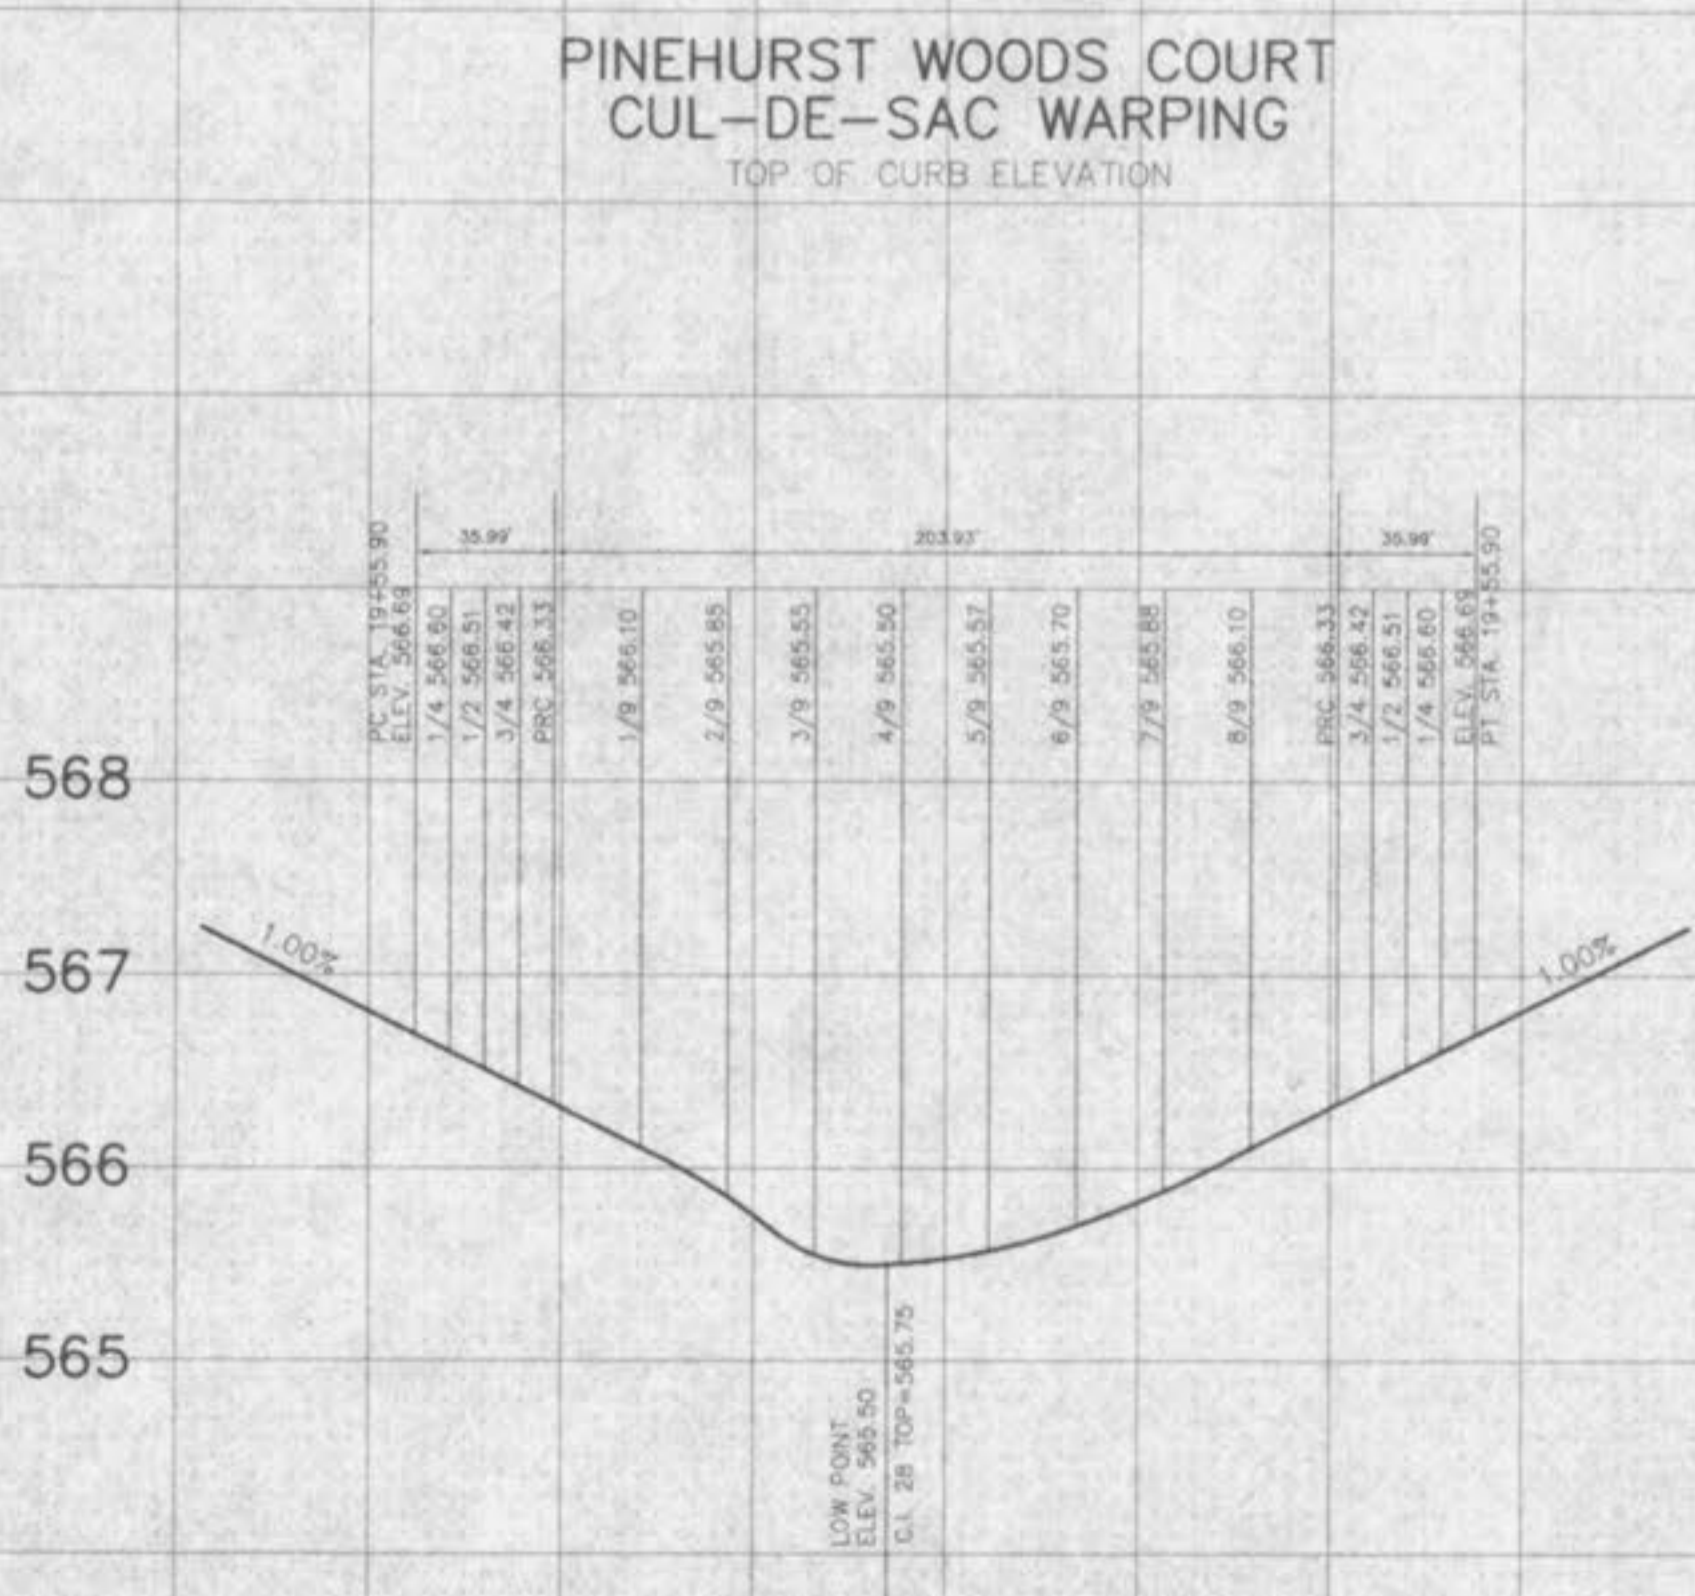 PINEHURST WOODS COURT
CUL-DE-SAC WARPING
TOP OF CURB ELEVATION
35.99'
203.93'
35.99'
PC STA. 19+55.90
ELEV. 566.69
1/4 566.60
1/2 566.51
3/4 566.42
PRC 566.33
1/9 566.10
2/9 565.85
3/9 565.55
4/9 565.50
5/9 565.57
6/9 565.70
7/9 565.88
8/9 566.10
PRC 566.33
3/4 566.42
1/2 566.51
1/4 566.60
ELEV. 566.69
PT STA. 19+55.90
568
567
566
565
1.00%
1.00%
LOW POINT
ELEV. 565.50
C.I. 28 TOP=565.75